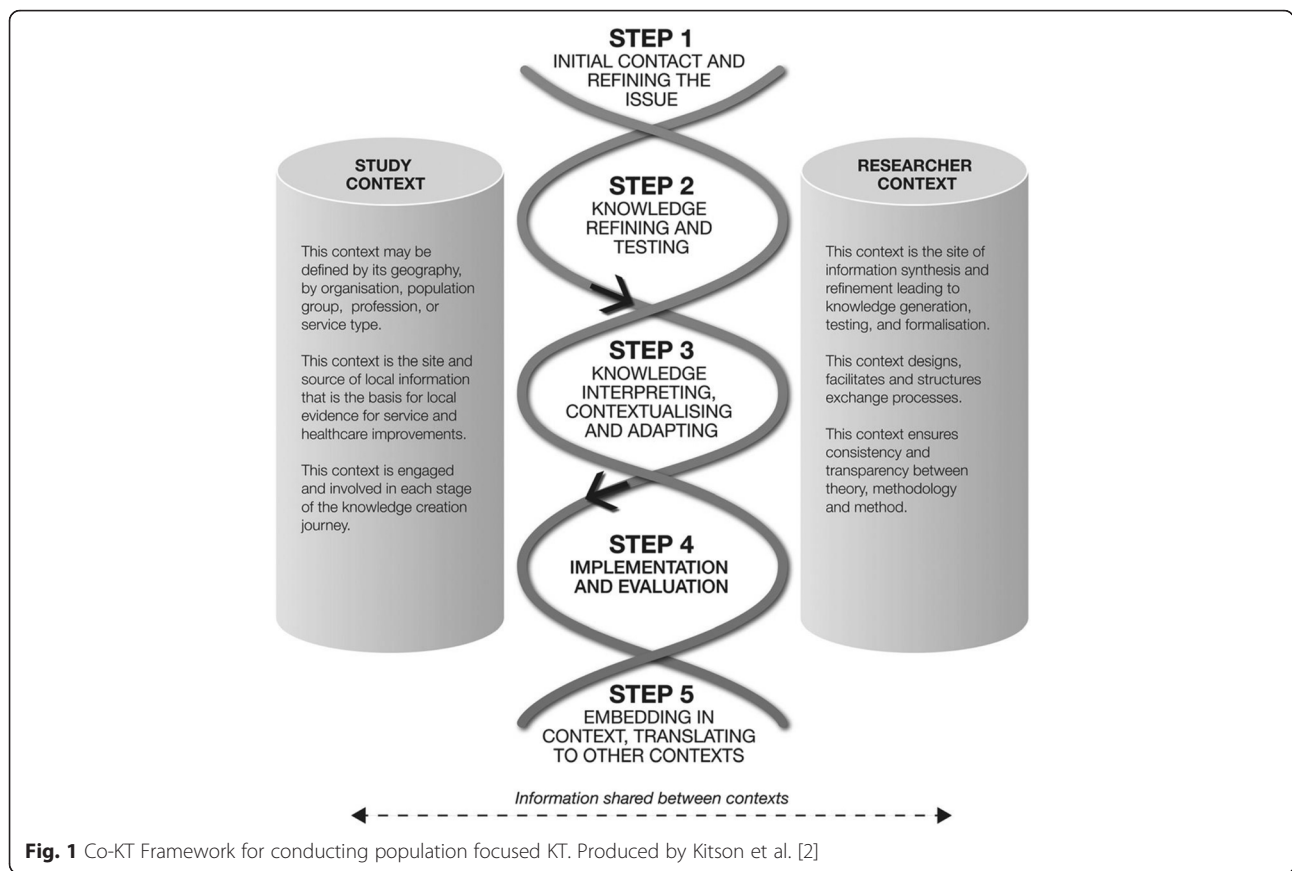 STEP 1
INITIAL CONTACT AND
REFINING THE
ISSUE
STUDY
CONTEXT
This context may be
defined by its geography,
by organisation, population
group, profession, or
service type.
This context is the site and
source of local information
that is the basis for local
evidence for service and
healthcare improvements.
This context is engaged
and involved in each stage
of the knowledge creation
journey.
STEP 2
KNOWLEDGE
REFINING AND
TESTING
STEP 3
KNOWLEDGE
INTERPRETING,
CONTEXTUALISING
AND ADAPTING
STEP 4
IMPLEMENTATION
AND EVALUATION
STEP 5
EMBEDDING IN
CONTEXT, TRANSLATING
TO OTHER CONTEXTS
RESEARCHER
CONTEXT
This context is the site of
information synthesis and
refinement leading to
knowledge generation,
testing, and formalisation.
This context designs,
facilitates and structures
exchange processes.
This context ensures
consistency and
transparency between
theory, methodology
and method.
Information shared between contexts
Fig. 1 Co-KT Framework for conducting population focused KT. Produced by Kitson et al. [2]